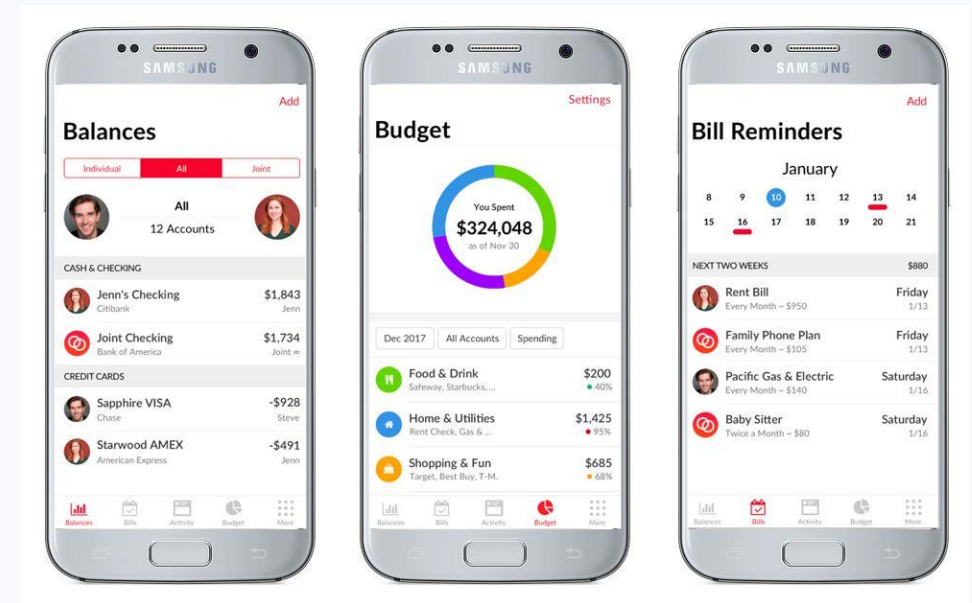 SAMSUNG
Add
Balances
Individual All Joint
All
12 Accounts
CASH & CHECKING
Jenn's Checking $1,843
Citibank Jenn
Joint Checking $1,734
Bank of America Joint ∞
CREDIT CARDS
Sapphire VISA -$928
Chase Steve
Starwood AMEX -$491
American Express Jenn
Balances Bills Activity Budget More
SAMSUNG
Settings
Budget
You Spent
$324,048
as of Nov 30
Dec 2017 All Accounts Spending
Food & Drink $200
Safeway, Starbucks, ... 40%
Home & Utilities $1,425
Rent Check, Gas & ... 95%
Shopping & Fun $685
Target, Best Buy, T-M. 68%
Balances Bills Activity Budget More
SAMSUNG
Add
Bill Reminders
January
8 9 10 11 12 13 14
15 16 17 18 19 20 21
NEXT TWO WEEKS $880
Rent Bill Friday
Every Month ~ $950 1/13
Family Phone Plan Friday
Every Month ~ $105 1/13
Pacific Gas & Electric Saturday
Every Month ~ $140 1/16
Baby Sitter Saturday
Twice a Month ~ $80 1/16
Balances Bills Activity Budget More